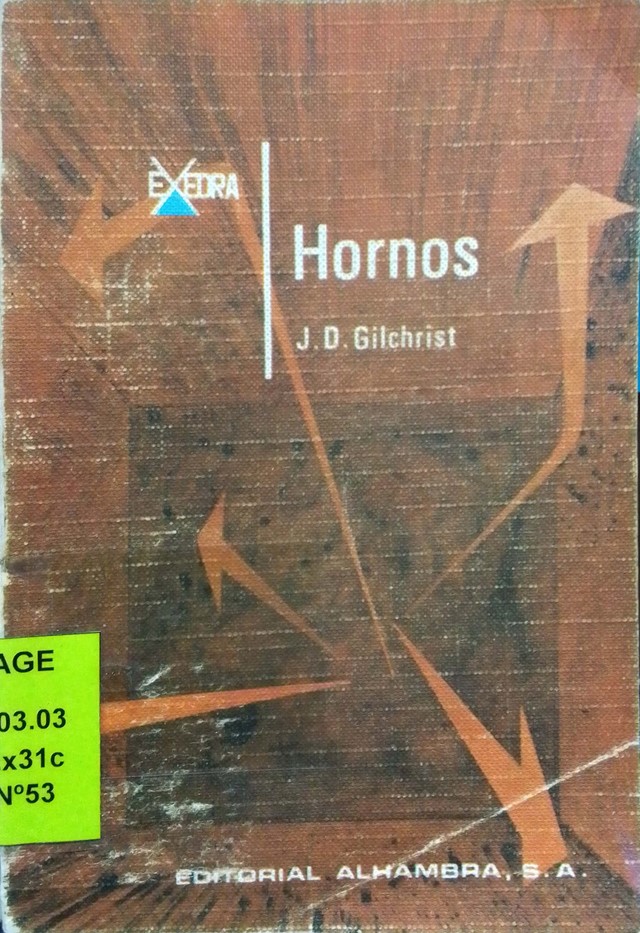 EXEDRA
Hornos
J. D. Gilchrist
AGE
03.03
x31c
Nº53
EDITORIAL ALHAMBRA, S. A.